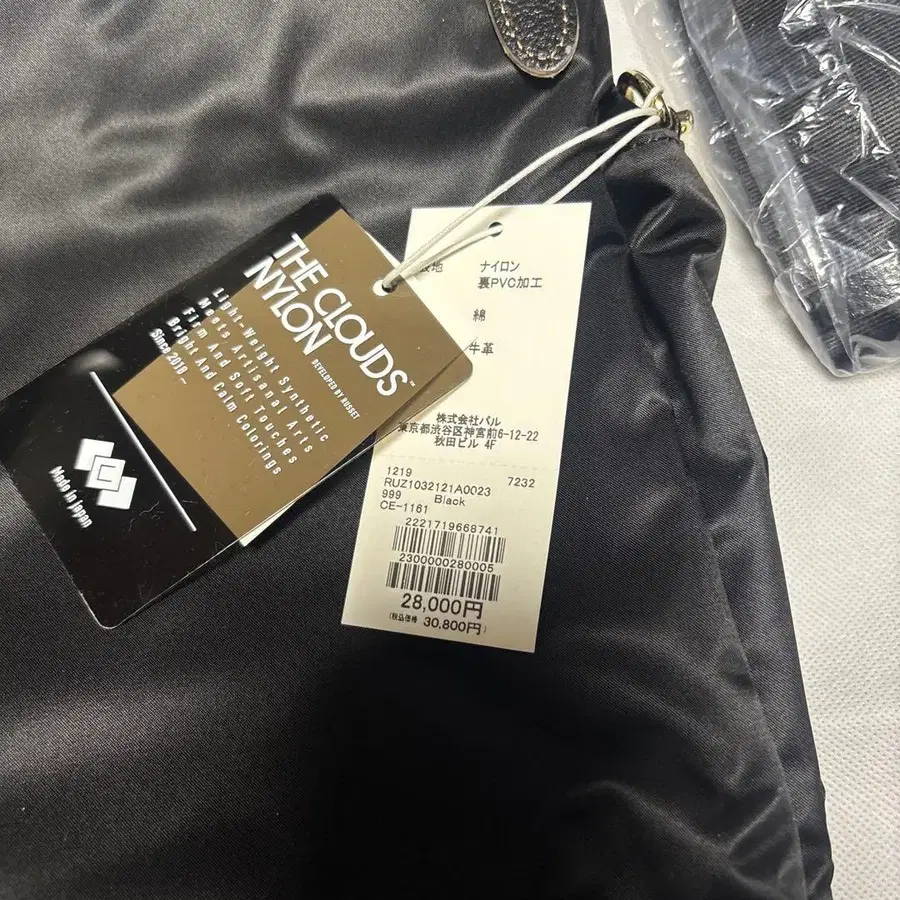 THE CLOUDS™
NYLON
DEVELOPED BY RUSSET
Light-Weight Synthetic
Meets Artisanal Arts
Firm And Soft Touches
Bright And Calm Colorings
Since 2019 –
Made in Japan
表地 ナイロン
裏PVC加工
綿
牛革
株式会社パル
東京都渋谷区神宮前6-12-22
秋田ビル 4F
1219 7232
RUZ1032121A0023
999 Black
CE-1161
2221719668741
2300000280005
28,000円
(税込価格 30,800円)